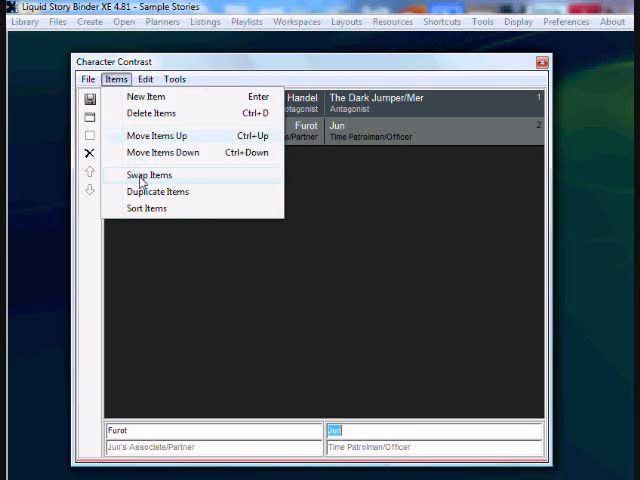 Liquid Story Binder XE 4.81 - Sample Stories
Library Files Create Open Planners Listings Playlists Workspaces Layouts Resources Shortcuts Tools Display Preferences About
Character Contrast
File Items Edit Tools
New Item Enter
Delete Items Ctrl+D
Move Items Up Ctrl+Up
Move Items Down Ctrl+Down
Swap Items
Duplicate Items
Sort Items
Handel The Dark Jumper/Mer 1
Antagonist
Furot Jun 2
/Partner Time Patrolman/Officer
Furot Jun
Jun's Associate/Partner Time Patrolman/Officer